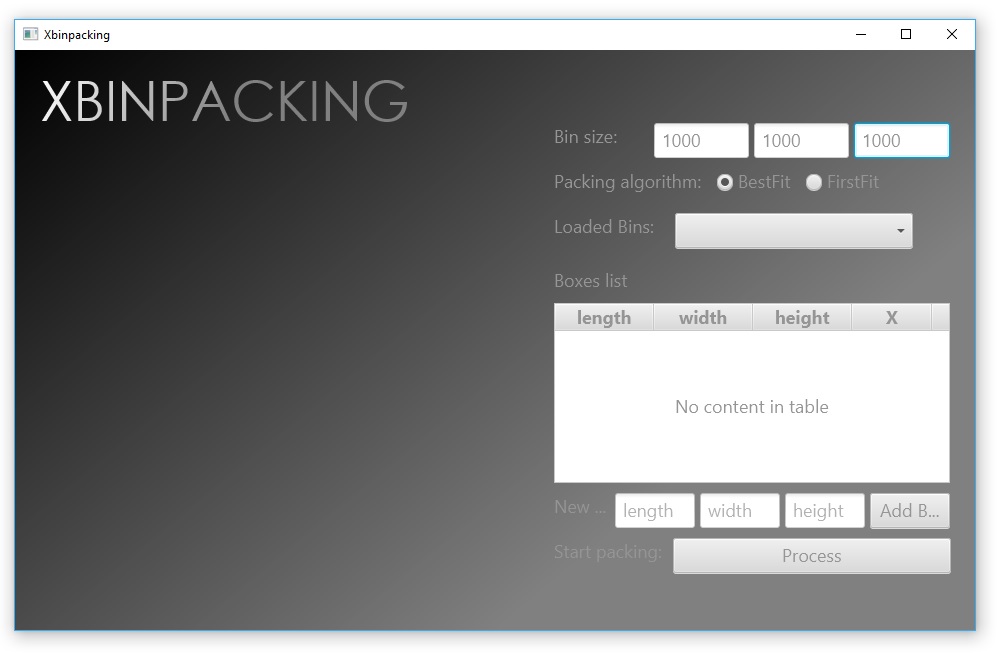 Xbinpacking
XBINPACKING
Bin size: 1000 1000 1000
Packing algorithm: BestFit FirstFit
Loaded Bins:
Boxes list
length width height X
No content in table
New ... length width height Add B...
Start packing: Process